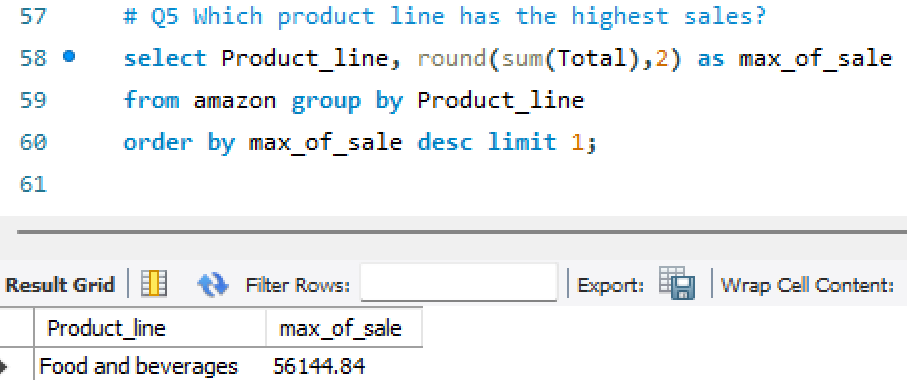 57 # Q5 Which product line has the highest sales?
58 select Product_line, round(sum(Total),2) as max_of_sale
59 from amazon group by Product_line
60 order by max_of_sale desc limit 1;
61
Result Grid Filter Rows: Export: Wrap Cell Content:
Product_line max_of_sale
Food and beverages 56144.84